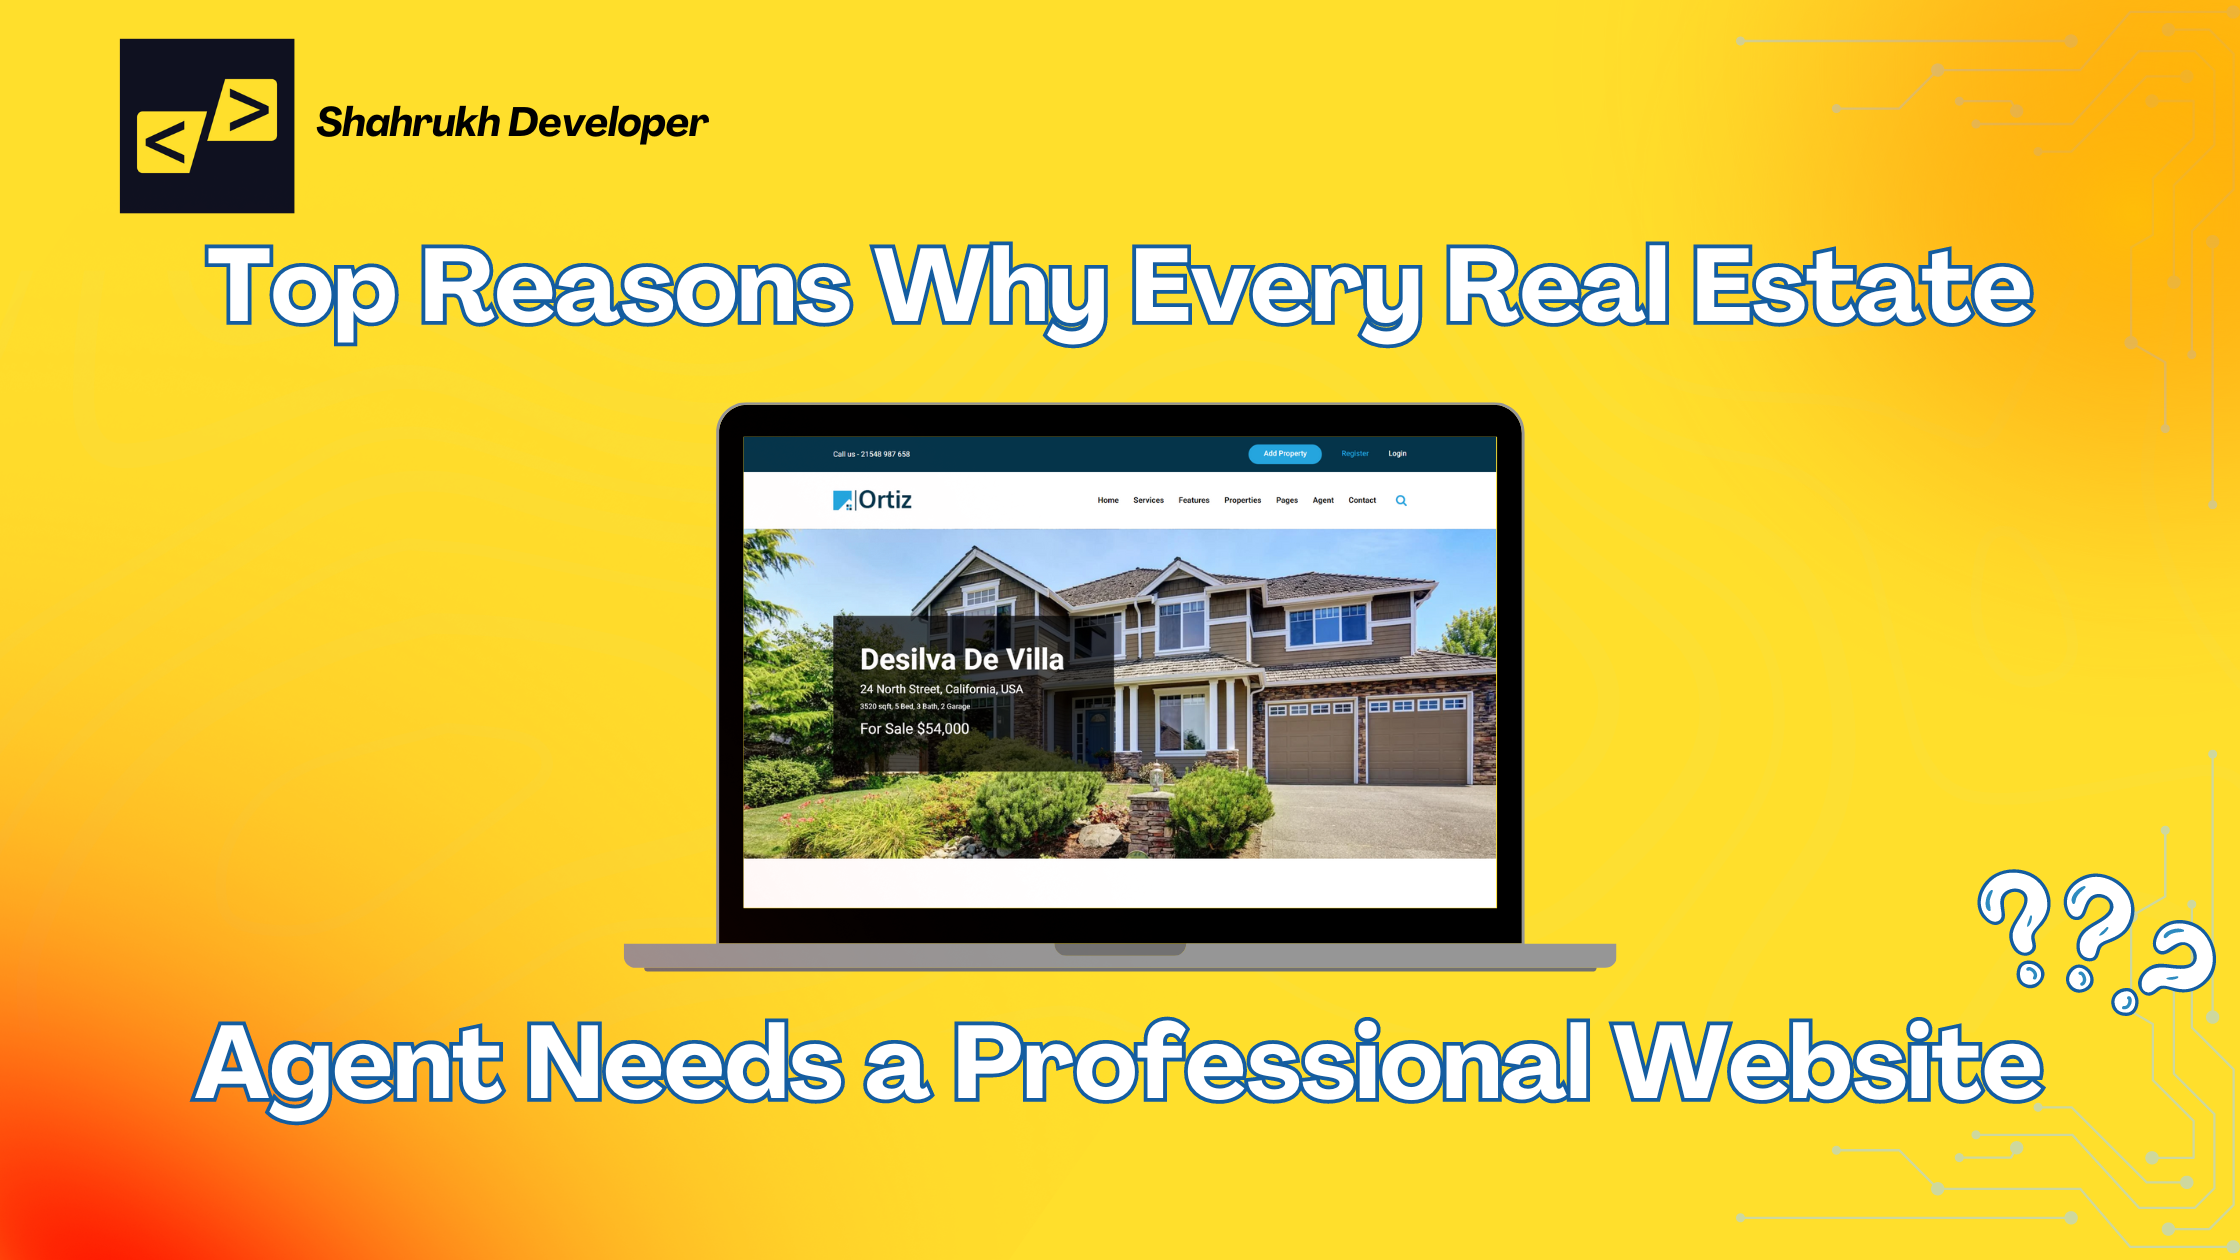 Shahrukh Developer
Top Reasons Why Every Real Estate
Call us - 21548 987 658
Add Property
Register
Login
Ortiz
Home
Services
Features
Properties
Pages
Agent
Contact
Desilva De Villa
24 North Street, California, USA
3520 sqft, 5 Bed, 3 Bath, 2 Garage
For Sale $54,000
???
Agent Needs a Professional Website